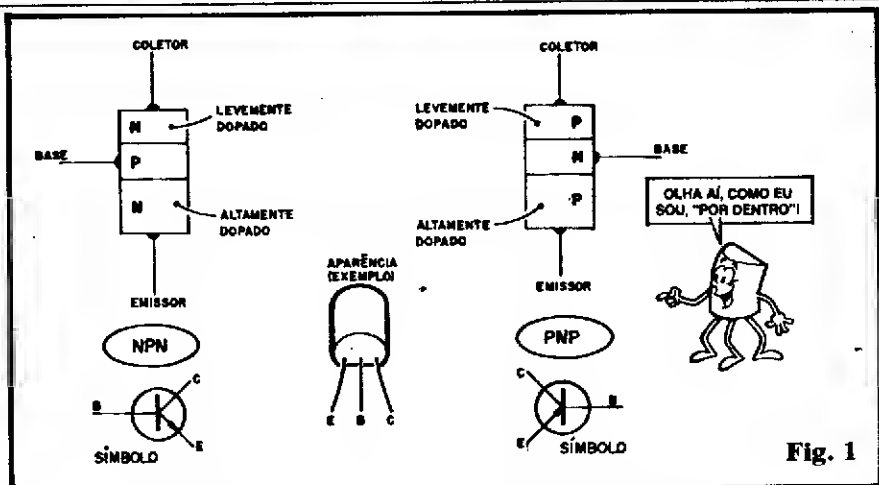 COLETOR
LEVEMENTE
DOPADO
N
BASE
P
N
ALTAMENTE
DOPADO
EMISSOR
NPN
B
C
E
SÍMBOLO
APARÊNCIA
(EXEMPLO)
E B C
COLETOR
LEVEMENTE
DOPADO
P
N
BASE
ALTAMENTE
DOPADO
P
EMISSOR
PNP
C
B
E
SÍMBOLO
OLHA AÍ, COMO EU
SOU, "POR DENTRO"!
Fig. 1